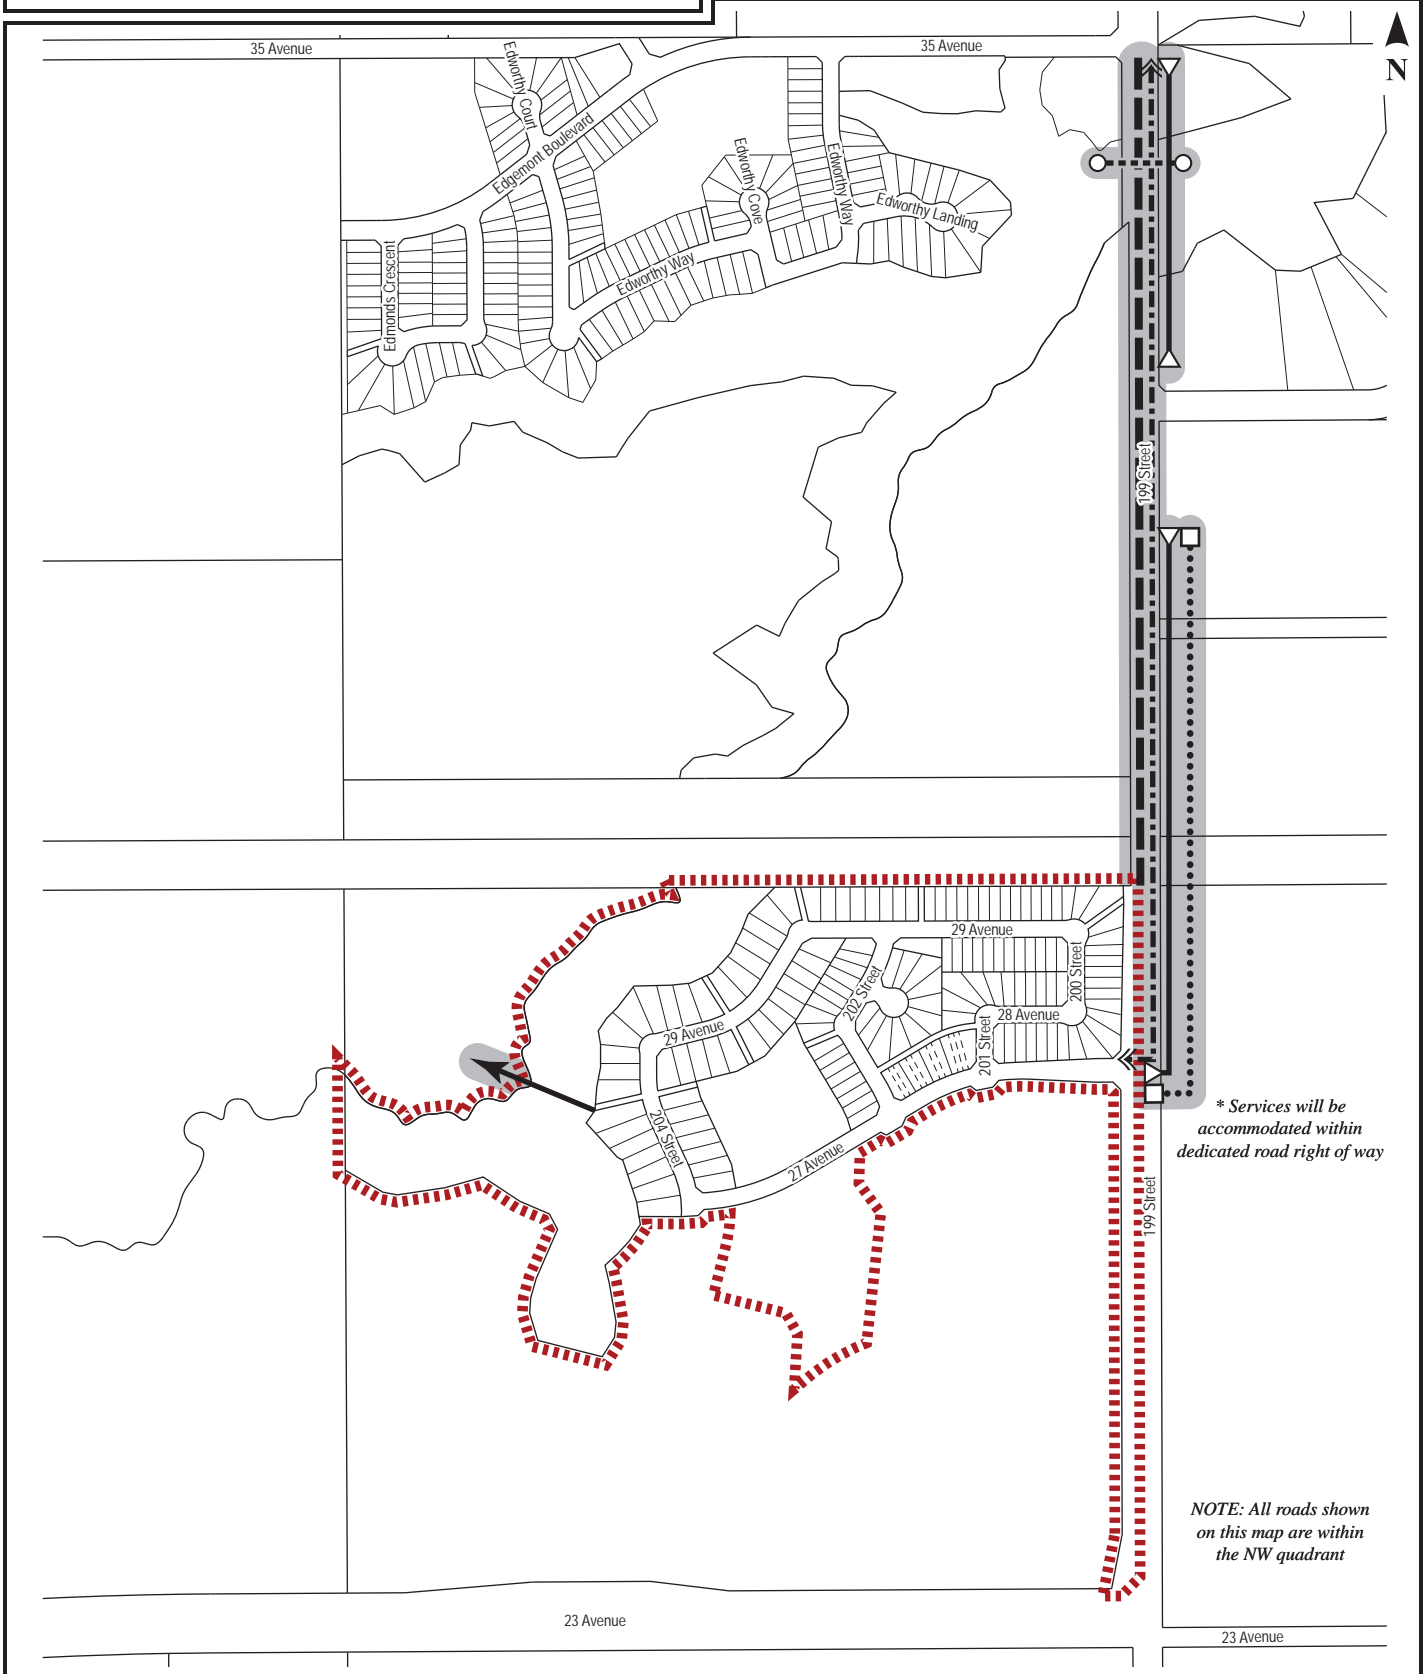 35 Avenue
35 Avenue
N
Edworthy Court
Edgemont Boulevard
Edworthy Cove
Edworthy Way
Edworthy Landing
Edmonds Crescent
Edworthy Way
199 Street
29 Avenue
200 Street
202 Street
28 Avenue
29 Avenue
201 Street
204 Street
27 Avenue
* Services will be
accommodated within
dedicated road right of way
199 Street
NOTE: All roads shown
on this map are within
the NW quadrant
23 Avenue
23 Avenue